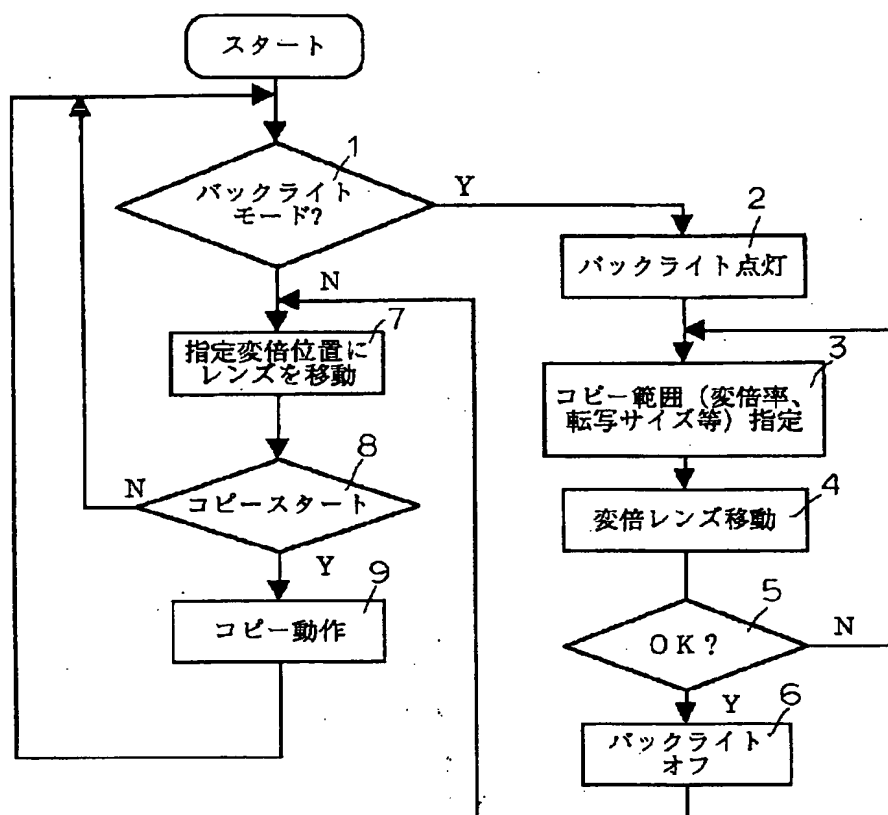 スタート
1
バックライト
モード?
Y
N
2
バックライト点灯
7
指定変倍位置に
レンズを移動
3
コピー範囲(変倍率、
転写サイズ等)指定
8
コピースタート
N
Y
4
変倍レンズ移動
9
コピー動作
5
OK?
N
Y
6
バックライト
オフ